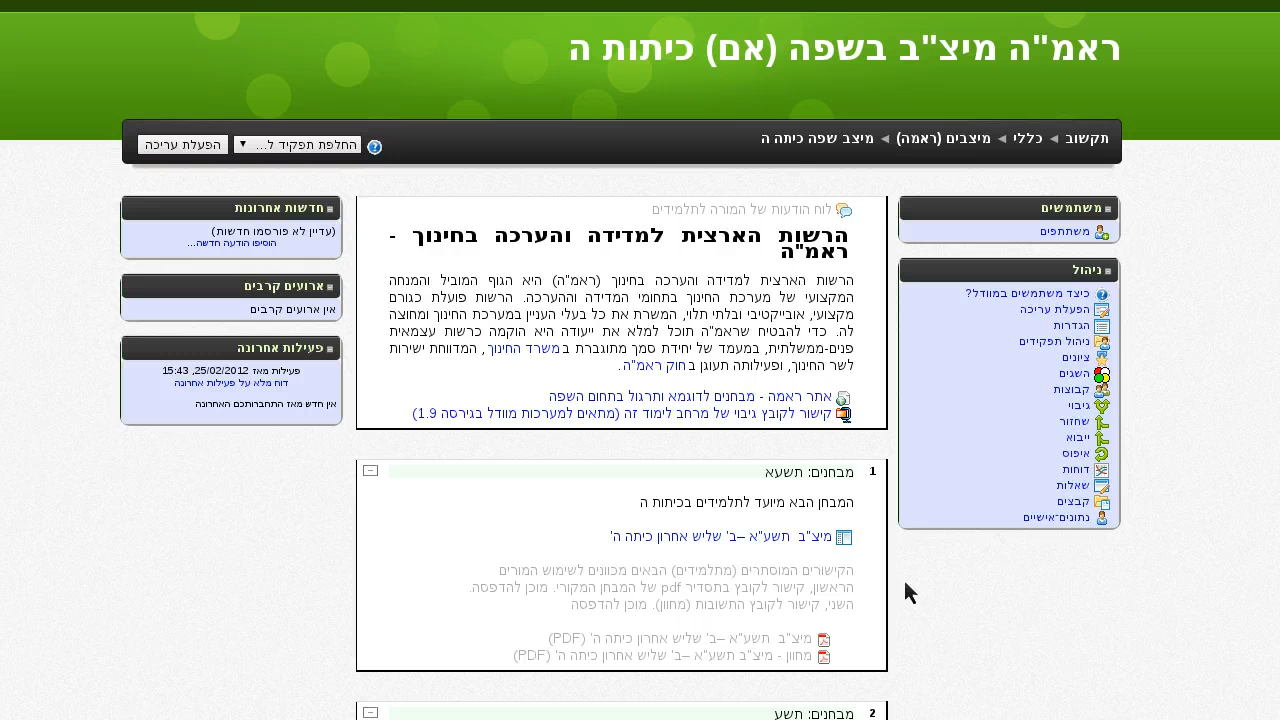 ראמ"ה מיצ"ב בשפה (אם) כיתות ה
תקשוב ◄ כללי ◄ מיצבים (ראמה) ◄ מיצב שפה כיתה ה
החלפת תפקיד ל...
הפעלת עריכה
משתמשים
משתתפים
ניהול
כיצד משתמשים במוודל?
הפעלת עריכה
הגדרות
ניהול תפקידים
ציונים
השגים
קבוצות
גיבוי
שחזור
ייבוא
איפוס
דוחות
שאלות
קבצים
נתונים־אישיים
לוח הודעות של המורה לתלמידים
הרשות הארצית למדידה והערכה בחינוך -
ראמ"ה
הרשות הארצית למדידה והערכה בחינוך (ראמ"ה) היא הגוף המוביל והמנחה
המקצועי של מערכת החינוך בתחומי המדידה וההערכה. הרשות פועלת כגורם
מקצועי, אובייקטיבי ובלתי תלוי, המשרת את כל בעלי העניין במערכת החינוך ומחוצה
לה. כדי להבטיח שראמ"ה תוכל למלא את ייעודה היא הוקמה כרשות עצמאית
פנים-ממשלתית, במעמד של יחידת סמך מתוגברת במשרד החינוך, המדווחת ישירות
לשר החינוך, ופעילותה תעוגן בחוק ראמ"ה.
אתר ראמה - מבחנים לדוגמא ותרגול בתחום השפה
קישור לקובץ גיבוי של מרחב לימוד זה (מתאים למערכות מוודל בגירסה 1.9)
1 מבחנים: תשעא
המבחן הבא מיועד לתלמידים בכיתות ה
מיצ"ב תשע"א –ב' שליש אחרון כיתה ה'
הקישורים המוסתרים (מתלמידים) הבאים מכוונים לשימוש המורים
הראשון, קישור לקובץ בתסדיר pdf של המבחן המקורי. מוכן להדפסה.
השני, קישור לקובץ התשובות (מחוון). מוכן להדפסה
מיצ"ב תשע"א –ב' שליש אחרון כיתה ה' (PDF)
מחוון - מיצ"ב תשע"א –ב' שליש אחרון כיתה ה' (PDF)
2 מבחנים: תשע
חדשות אחרונות
(עדיין לא פורסמו חדשות)
הוסיפו הודעה חדשה...
ארועים קרבים
אין ארועים קרבים
פעילות אחרונה
פעילות מאז 25/02/2012, 15:43
דוח מלא על פעילות אחרונה
אין חדש מאז התחברותכם האחרונה